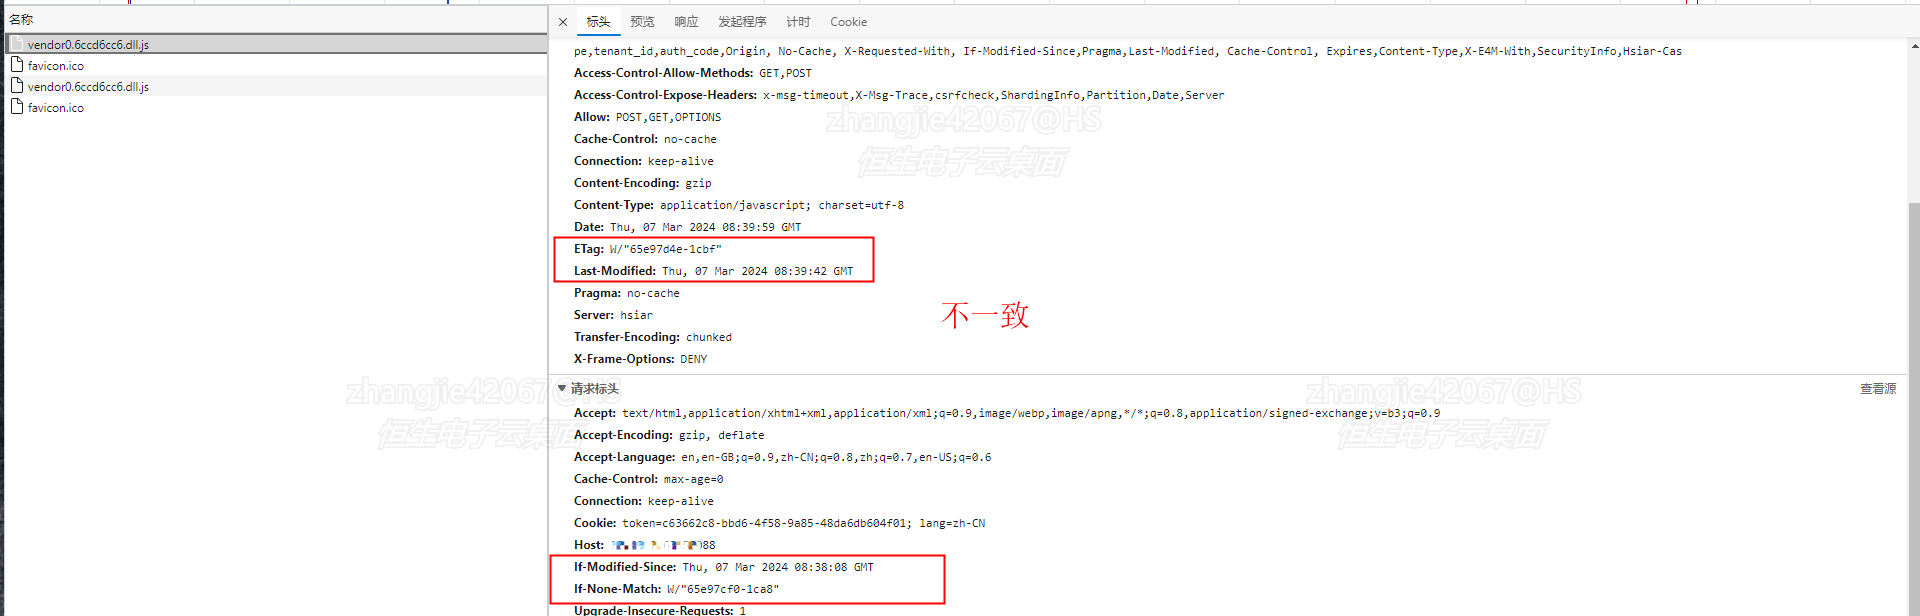 名称
vendor0.6ccd6cc6.dll.js
favicon.ico
vendor0.6ccd6cc6.dll.js
favicon.ico
标头 预览 响应 发起程序 计时 Cookie
pe,tenant_id,auth_code,Origin, No-Cache, X-Requested-With, If-Modified-Since,Pragma,Last-Modified, Cache-Control, Expires,Content-Type,X-E4M-With,SecurityInfo,Hsiar-Cas
Access-Control-Allow-Methods: GET,POST
Access-Control-Expose-Headers: x-msg-timeout,X-Msg-Trace,csrfcheck,ShardingInfo,Partition,Date,Server
Allow: POST,GET,OPTIONS
zhangjie42067@HS
Cache-Control: no-cache
Connection: keep-alive
恒生电子云桌面
Content-Encoding: gzip
Content-Type: application/javascript; charset=utf-8
Date: Thu, 07 Mar 2024 08:39:59 GMT
ETag: W/"65e97d4e-1cbf"
Last-Modified: Thu, 07 Mar 2024 08:39:42 GMT
Pragma: no-cache
不一致
Server: hsiar
Transfer-Encoding: chunked
X-Frame-Options: DENY
请求标头 查看源
zhangjie42067@HS zhangjie42067@HS
Accept: text/html,application/xhtml+xml,application/xml;q=0.9,image/webp,image/apng,*/*;q=0.8,application/signed-exchange;v=b3;q=0.9
Accept-Encoding: gzip, deflate
恒生电子云桌面 恒生电子云桌面
Accept-Language: en,en-GB;q=0.9,zh-CN;q=0.8,zh;q=0.7,en-US;q=0.6
Cache-Control: max-age=0
Connection: keep-alive
Cookie: token=c63662c8-bbd6-4f58-9a85-48da6db604f01; lang=zh-CN
Host: 088
If-Modified-Since: Thu, 07 Mar 2024 08:38:08 GMT
If-None-Match: W/"65e97cf0-1ca8"
Upgrade-Insecure-Requests: 1